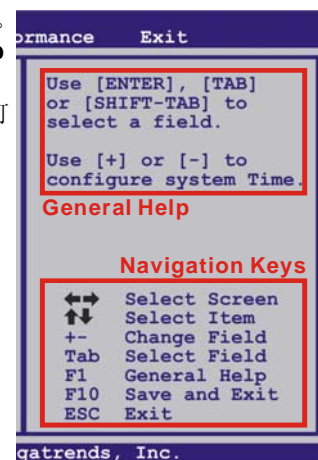 ormance Exit
Use [ENTER], [TAB]
or [SHIFT-TAB] to
select a field.
Use [+] or [-] to
configure system Time.
General Help
Navigation Keys
Select Screen
Select Item
+- Change Field
Tab Select Field
F1 General Help
F10 Save and Exit
ESC Exit
gatrends, Inc.